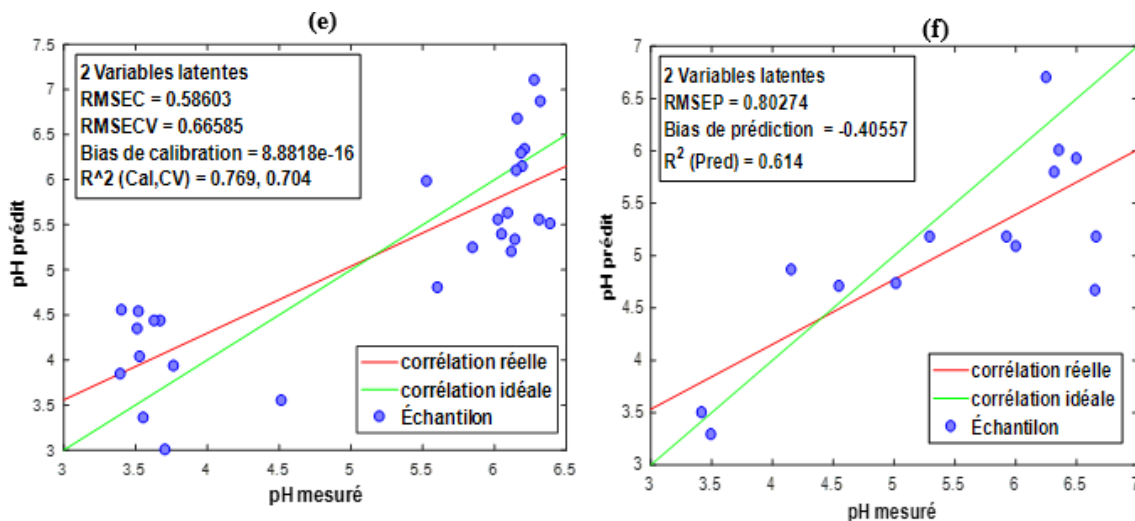 (e)
7.5
7
6.5
6
5.5
5
4.5
4
3.5
3
pH prédit
2 Variables latentes
RMSEC = 0.58603
RMSECV = 0.66585
Bias de calibration = 8.8818e-16
R^2 (Cal,CV) = 0.769, 0.704
corrélation réelle
corrélation idéale
Échantilon
3 3.5 4 4.5 5 5.5 6 6.5
pH mesuré
(f)
7
6.5
6
5.5
5
4.5
4
3.5
3
pH prédit
2 Variables latentes
RMSEP = 0.80274
Bias de prédiction = -0.40557
R² (Pred) = 0.614
corrélation réelle
corrélation idéale
Échantilon
3 3.5 4 4.5 5 5.5 6 6.5 7
pH mesuré